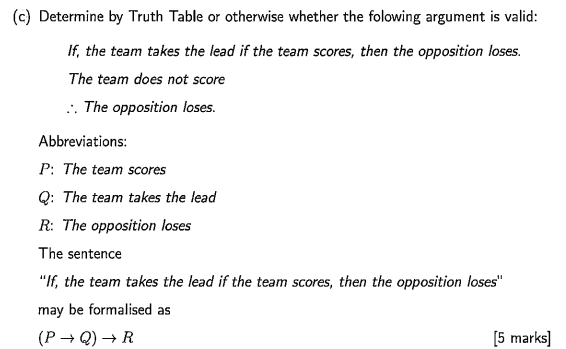 (c) Determine by Truth Table or otherwise whether the folowing argument is valid:
If, the team takes the lead if the team scores, then the opposition loses.
The team does not score
∴ The opposition loses.
Abbreviations:
P: The team scores
Q: The team takes the lead
R: The opposition loses
The sentence
"If, the team takes the lead if the team scores, then the opposition loses"
may be formalised as
(P → Q) → R [5 marks]